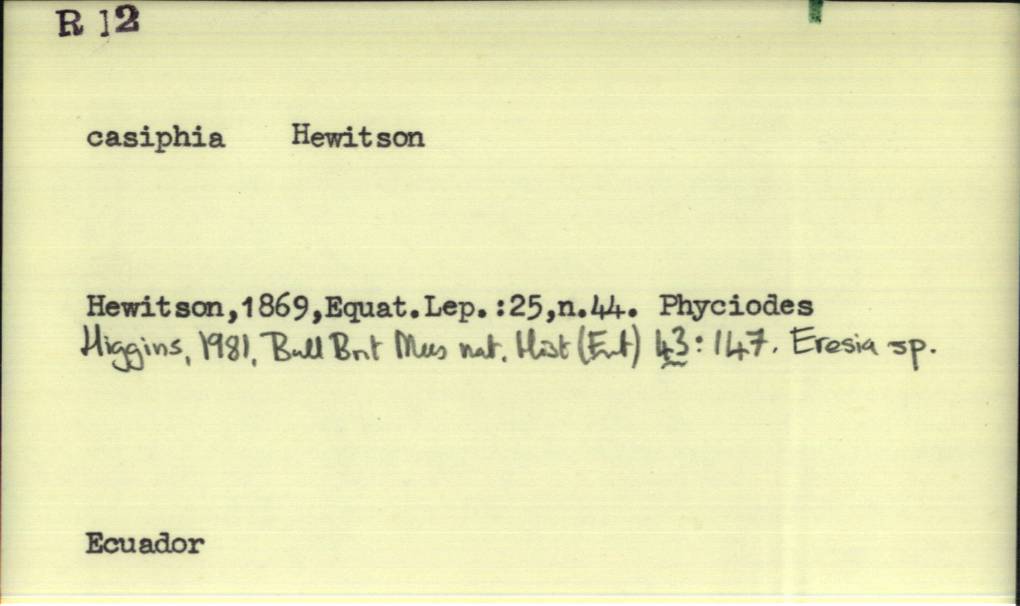 R 12
casiphia Hewitson
Hewitson,1869,Equat.Lep.:25,n.44. Phyciodes
Higgins, 1981, Bull Brit Mus nat. Hist (Ent) 43: 147. Eresia sp.
Ecuador